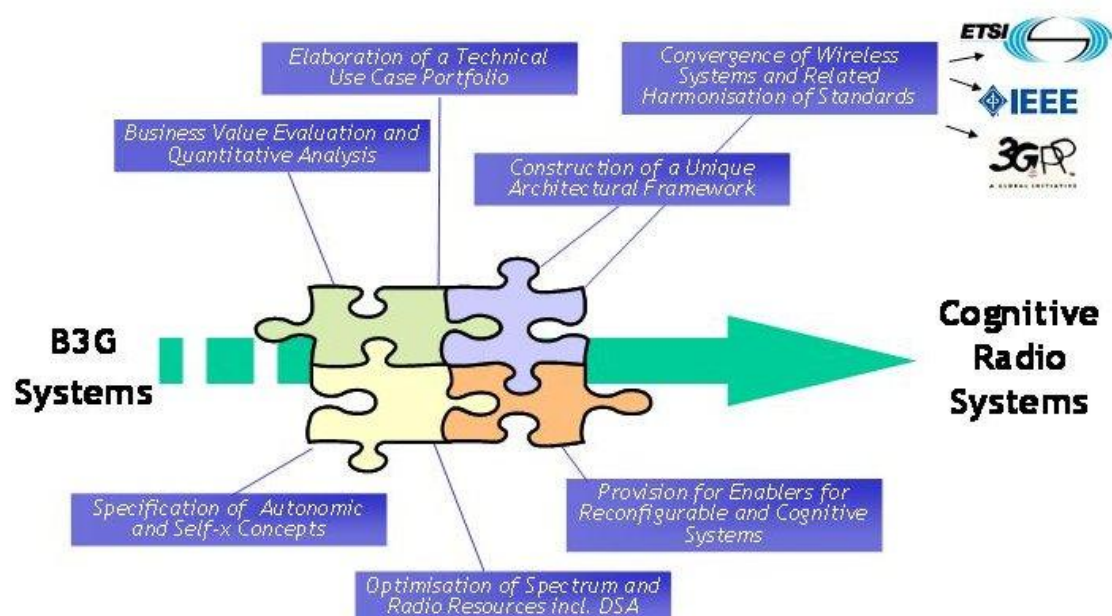 Elaboration of a Technical
Use Case Portfolio
Convergence of Wireless
Systems and Related
Harmonisation of Standards
ETSI
IEEE
3GPP™
A GLOBAL INITIATIVE
Business Value Evaluation and
Quantitative Analysis
Construction of a Unique
Architectural Framework
B3G
Systems
Cognitive
Radio
Systems
Specification of Autonomic
and Self-x Concepts
Provision for Enablers for
Reconfigurable and Cognitive
Systems
Optimisation of Spectrum and
Radio Resources incl. DSA